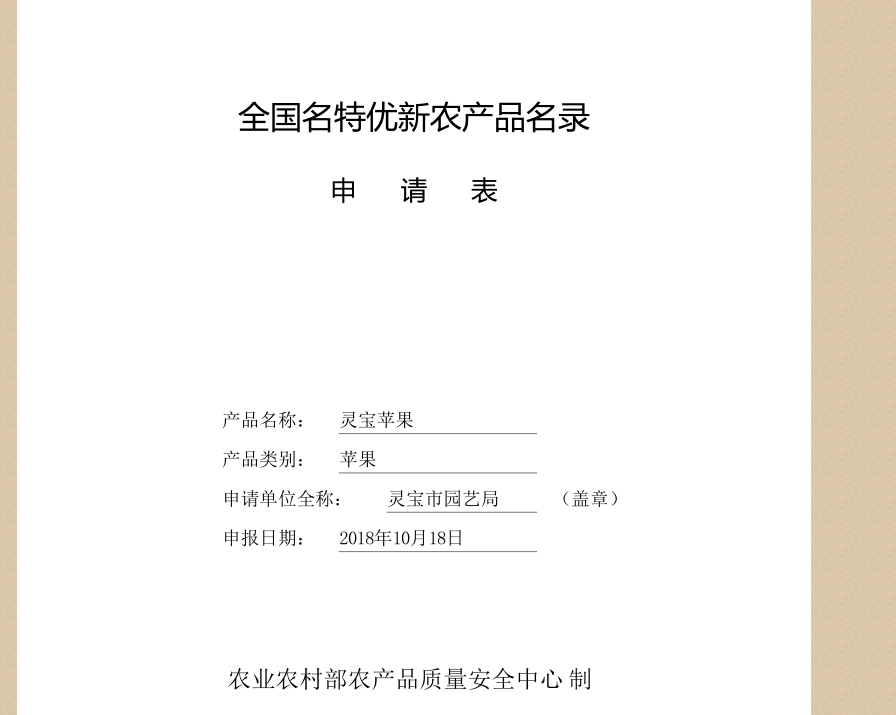 全国名特优新农产品名录
申 请 表
产品名称： 灵宝苹果
产品类别： 苹果
申请单位全称： 灵宝市园艺局 （盖章）
申报日期： 2018年10月18日
农业农村部农产品质量安全中心 制